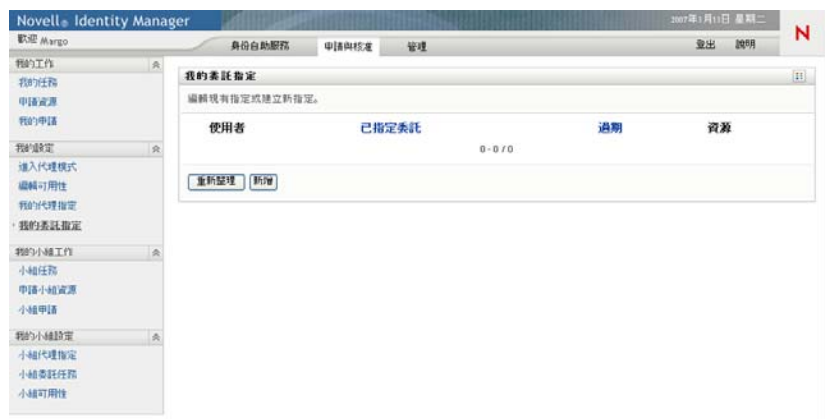 Novell® Identity Manager
2007年1月11日 星期二
歡迎 Margo
身份自助服務 申請與核准 管理
登出 說明
N
我的工作
我的任務
申請資源
我的申請
我的設定
進入代理模式
編輯可用性
我的代理指定
我的委託指定
我的小組工作
小組任務
申請小組資源
小組申請
我的小組設定
小組代理指定
小組委託任務
小組可用性
我的委託指定
編輯現有指定或建立新指定。
使用者 已指定委託 過期 資源
0 - 0 / 0
重新整理 新增